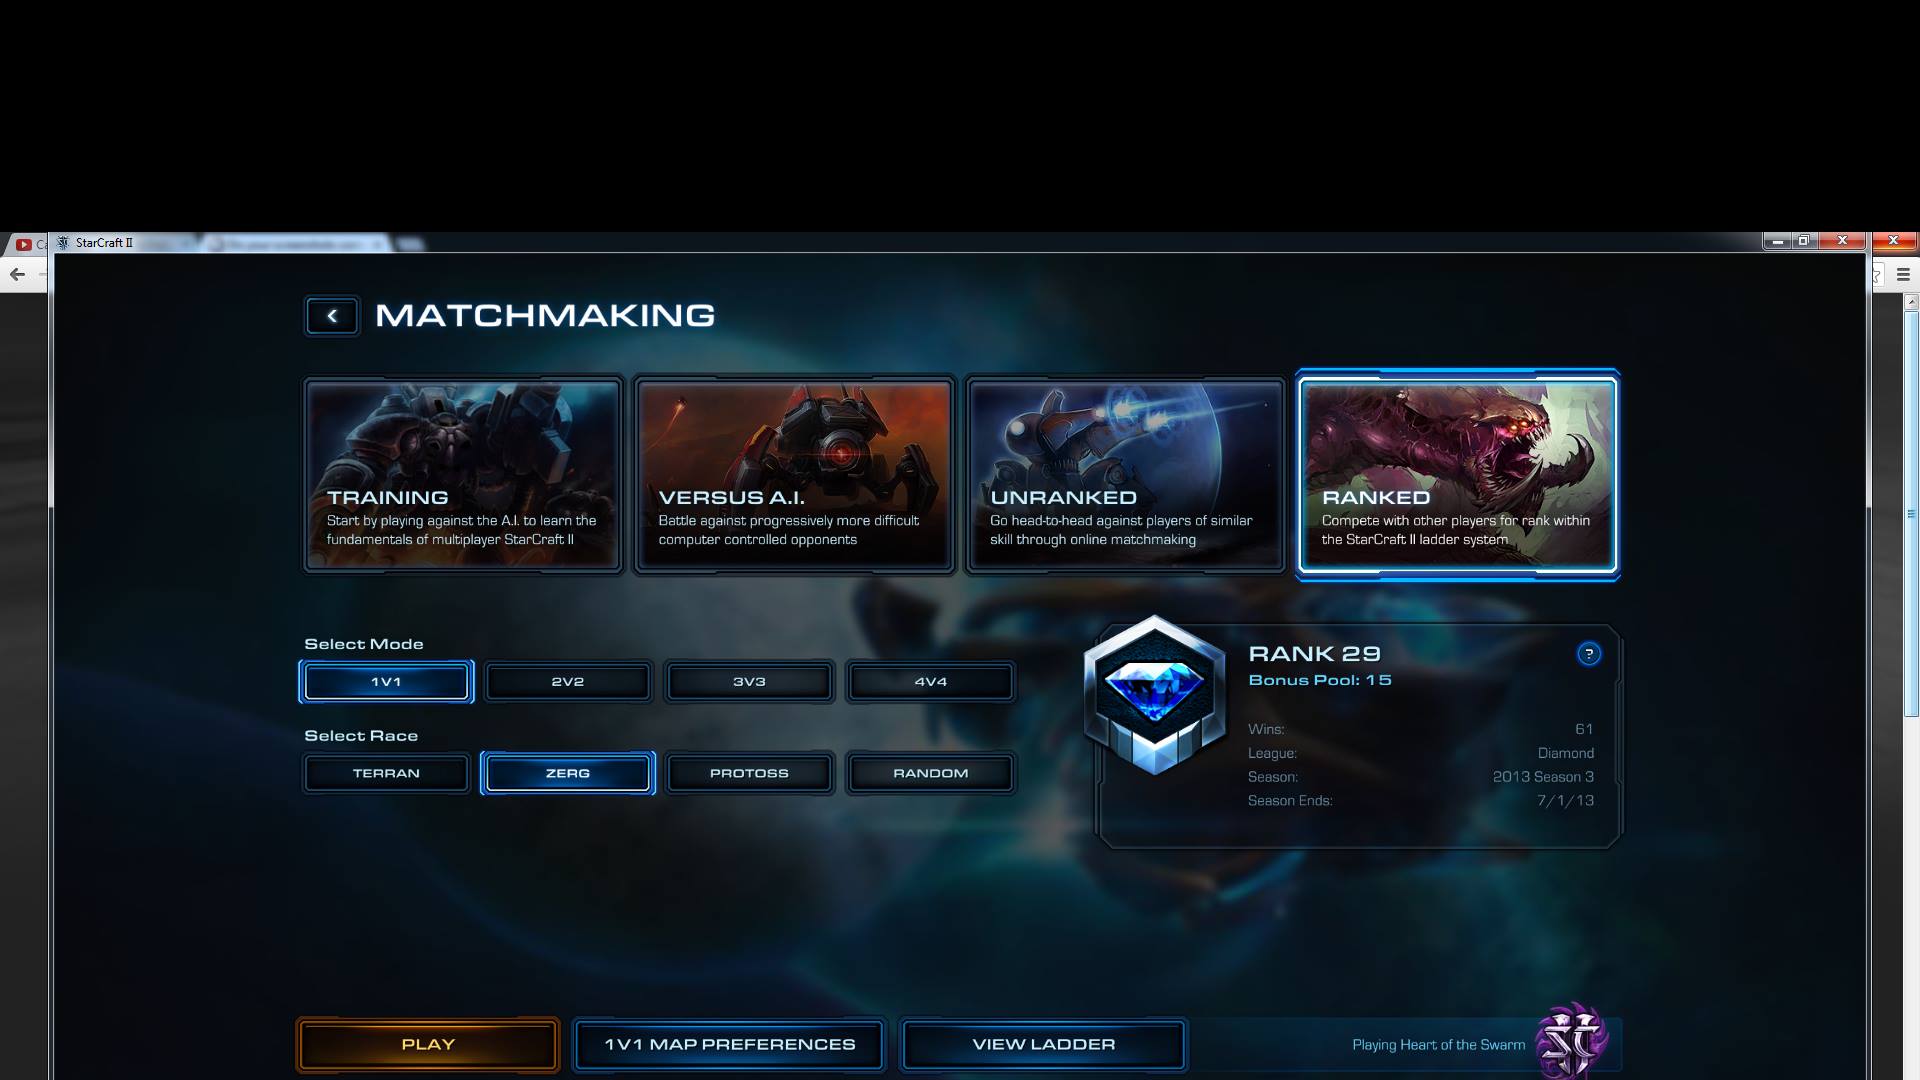 StarCraft II
MATCHMAKING
TRAINING
Start by playing against the A.I. to learn the
fundamentals of multiplayer StarCraft II
VERSUS A.I.
Battle against progressively more difficult
computer controlled opponents
UNRANKED
Go head-to-head against players of similar
skill through online matchmaking
RANKED
Compete with other players for rank within
the StarCraft II ladder system
Select Mode
1V1
2V2
3V3
4V4
Select Race
TERRAN
ZERG
PROTOSS
RANDOM
RANK 29
?
Bonus Pool: 15
Wins: 61
League: Diamond
Season: 2013 Season 3
Season Ends: 7/1/13
PLAY
1V1 MAP PREFERENCES
VIEW LADDER
Playing Heart of the Swarm